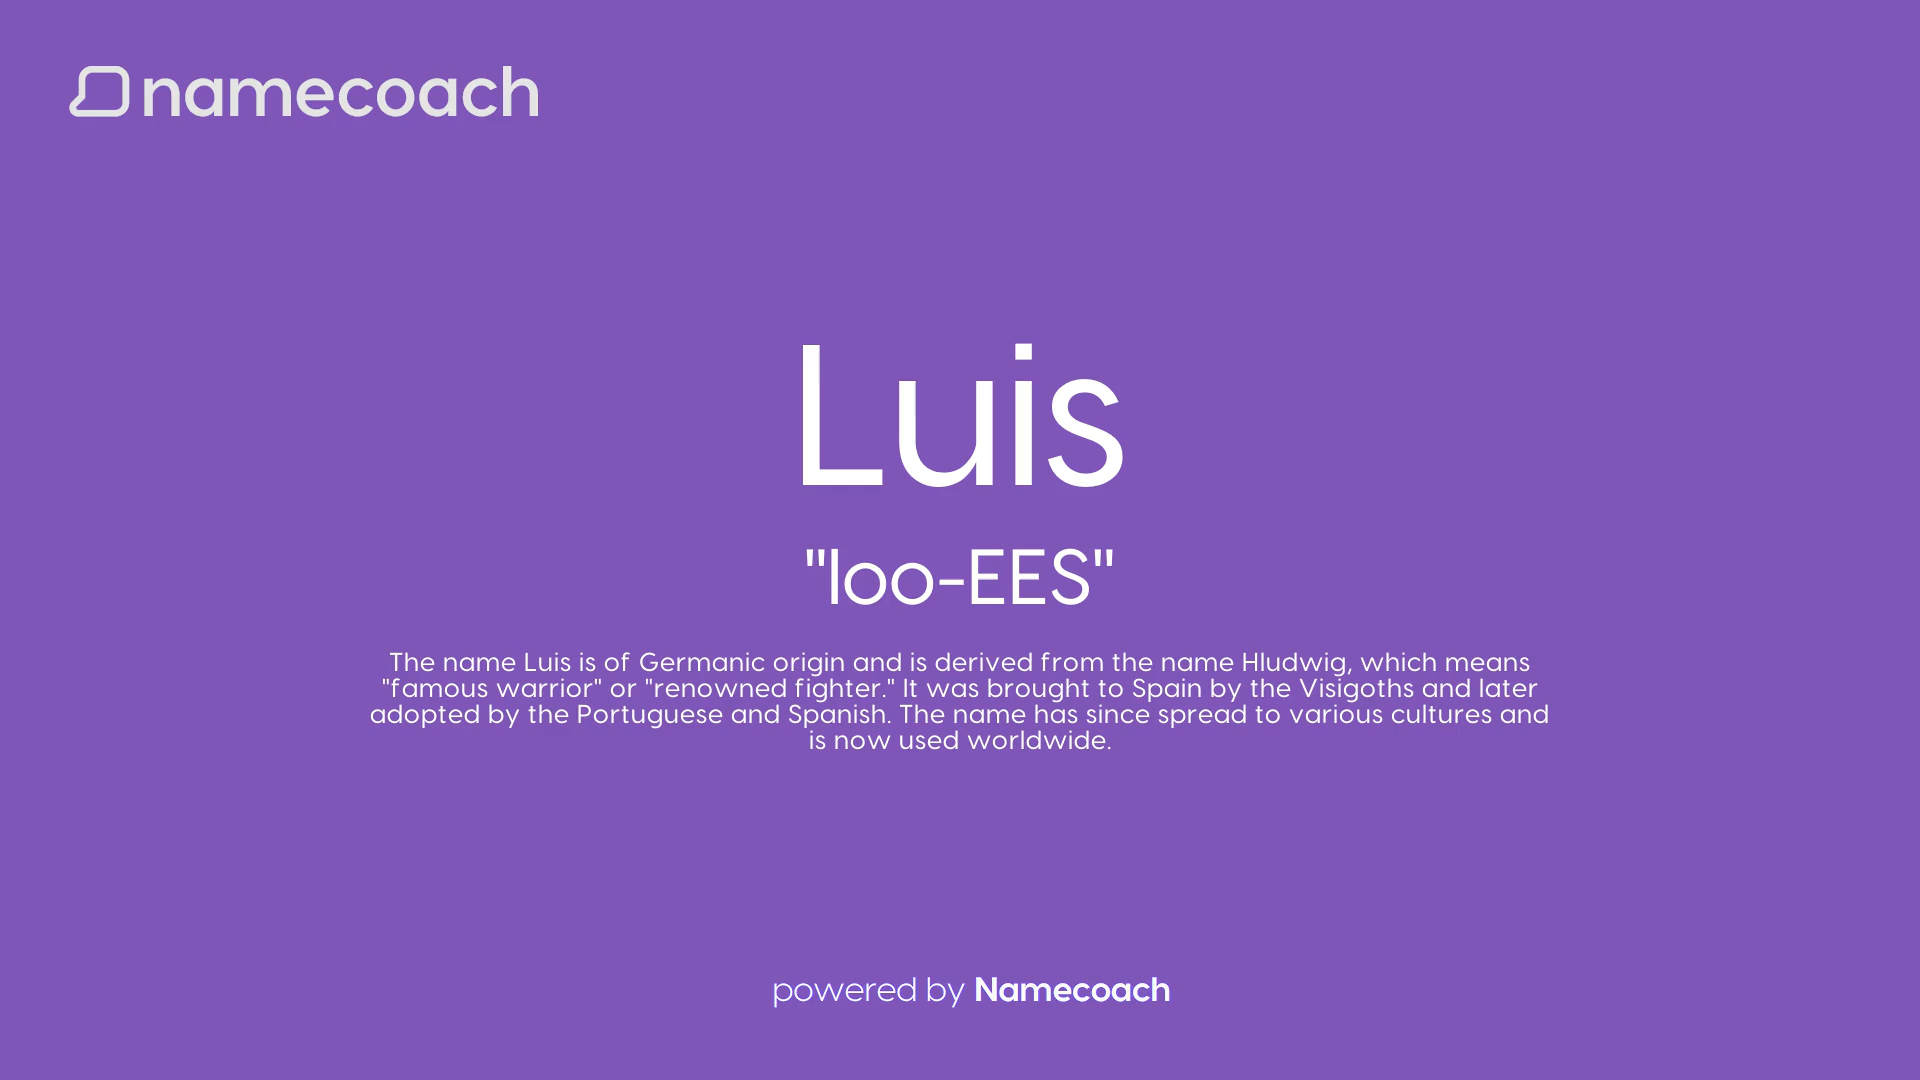 namecoach
Luis
"loo-EES"
The name Luis is of Germanic origin and is derived from the name Hludwig, which means
"famous warrior" or "renowned fighter." It was brought to Spain by the Visigoths and later
adopted by the Portuguese and Spanish. The name has since spread to various cultures and
is now used worldwide.
powered by Namecoach